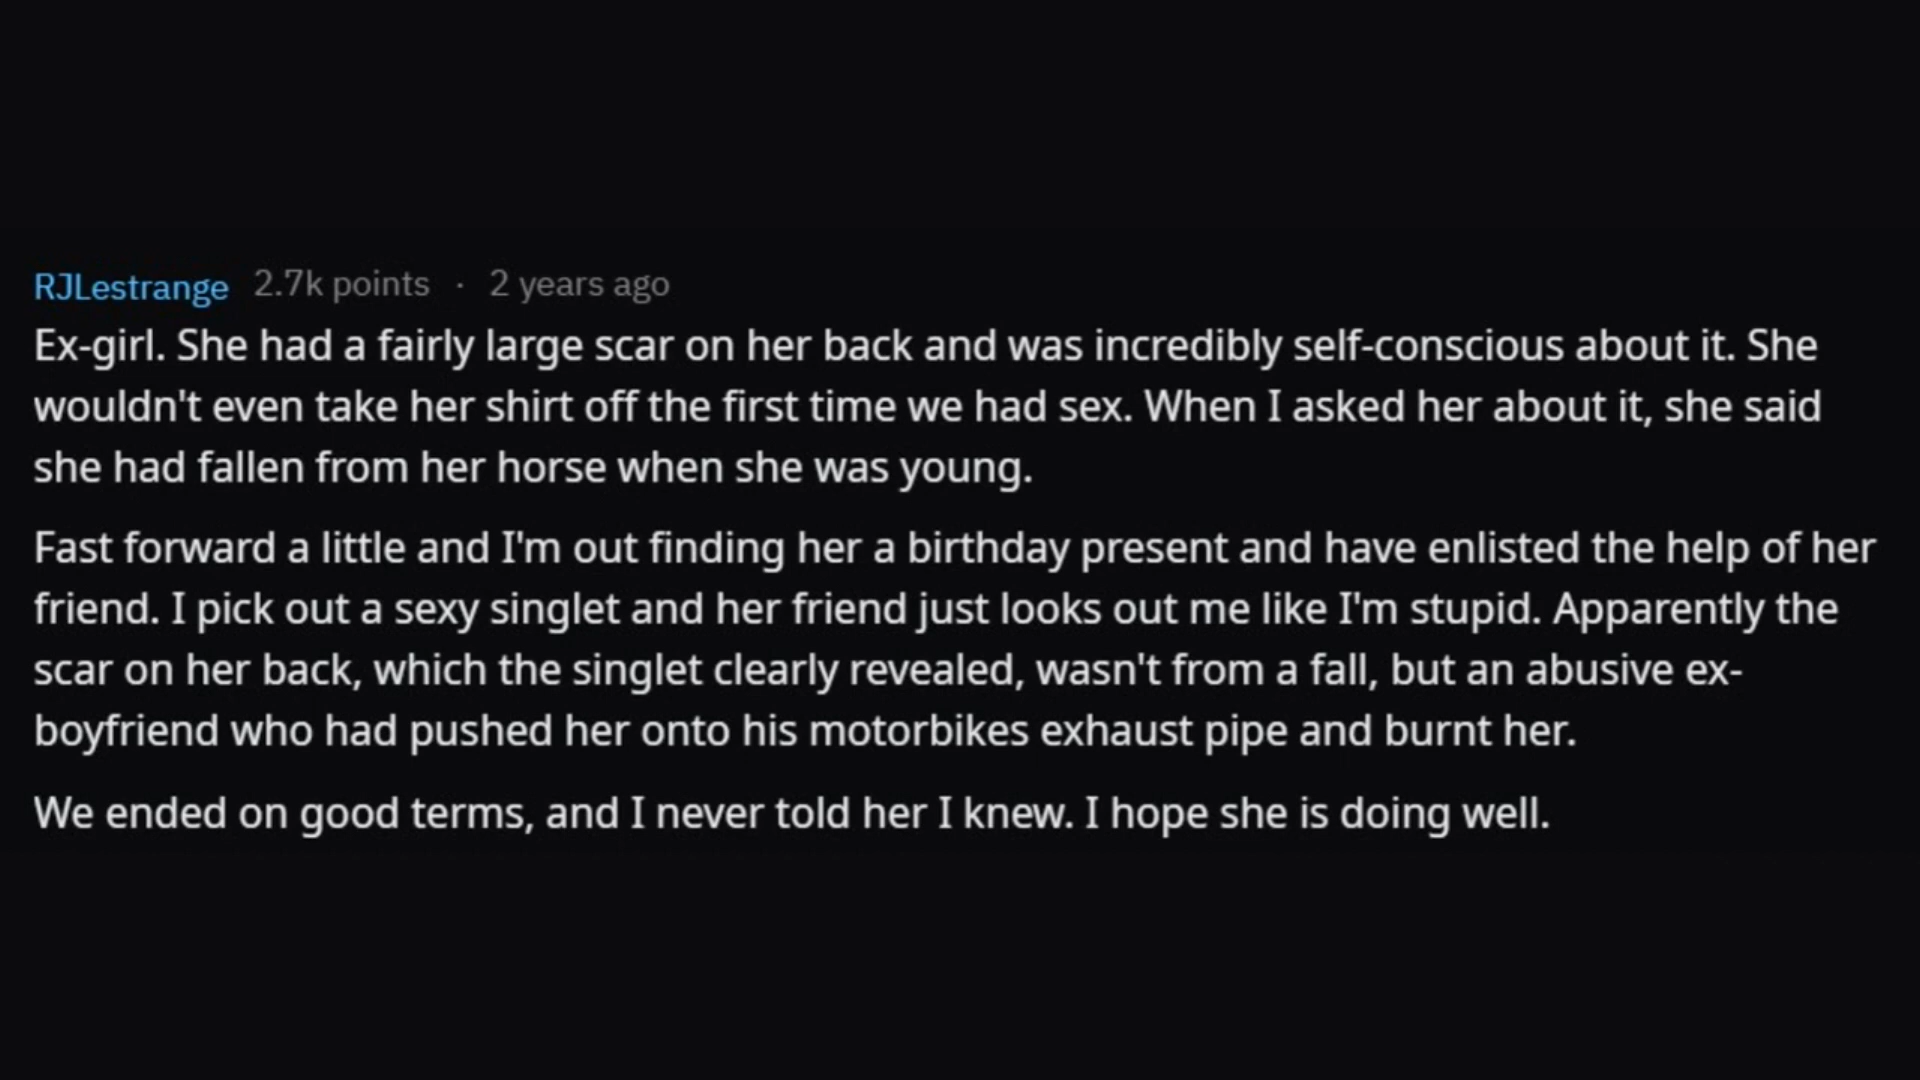 RJLestrange 2.7k points · 2 years ago
Ex-girl. She had a fairly large scar on her back and was incredibly self-conscious about it. She
wouldn't even take her shirt off the first time we had sex. When I asked her about it, she said
she had fallen from her horse when she was young.
Fast forward a little and I'm out finding her a birthday present and have enlisted the help of her
friend. I pick out a sexy singlet and her friend just looks out me like I'm stupid. Apparently the
scar on her back, which the singlet clearly revealed, wasn't from a fall, but an abusive ex-
boyfriend who had pushed her onto his motorbikes exhaust pipe and burnt her.
We ended on good terms, and I never told her I knew. I hope she is doing well.